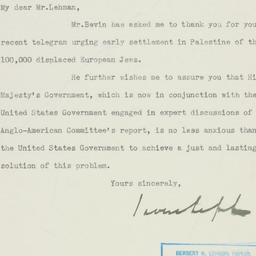 My dear Mr.Lehman,
Mr.Bevin has asked me to thank you for you
recent telegram urging early settlement in Palestine of th
100,000 displaced European Jews.
He further wishes me to assure you that Hi
Majesty's Government, which is now in conjunction with the
United States Government engaged in expert discussions of
Anglo-American Committee's report, is no less anxious than
the United States Government to achieve a just and lasting
solution of this problem.
Yours sincerely,
HERBERT H. LEHMAN PAPERS